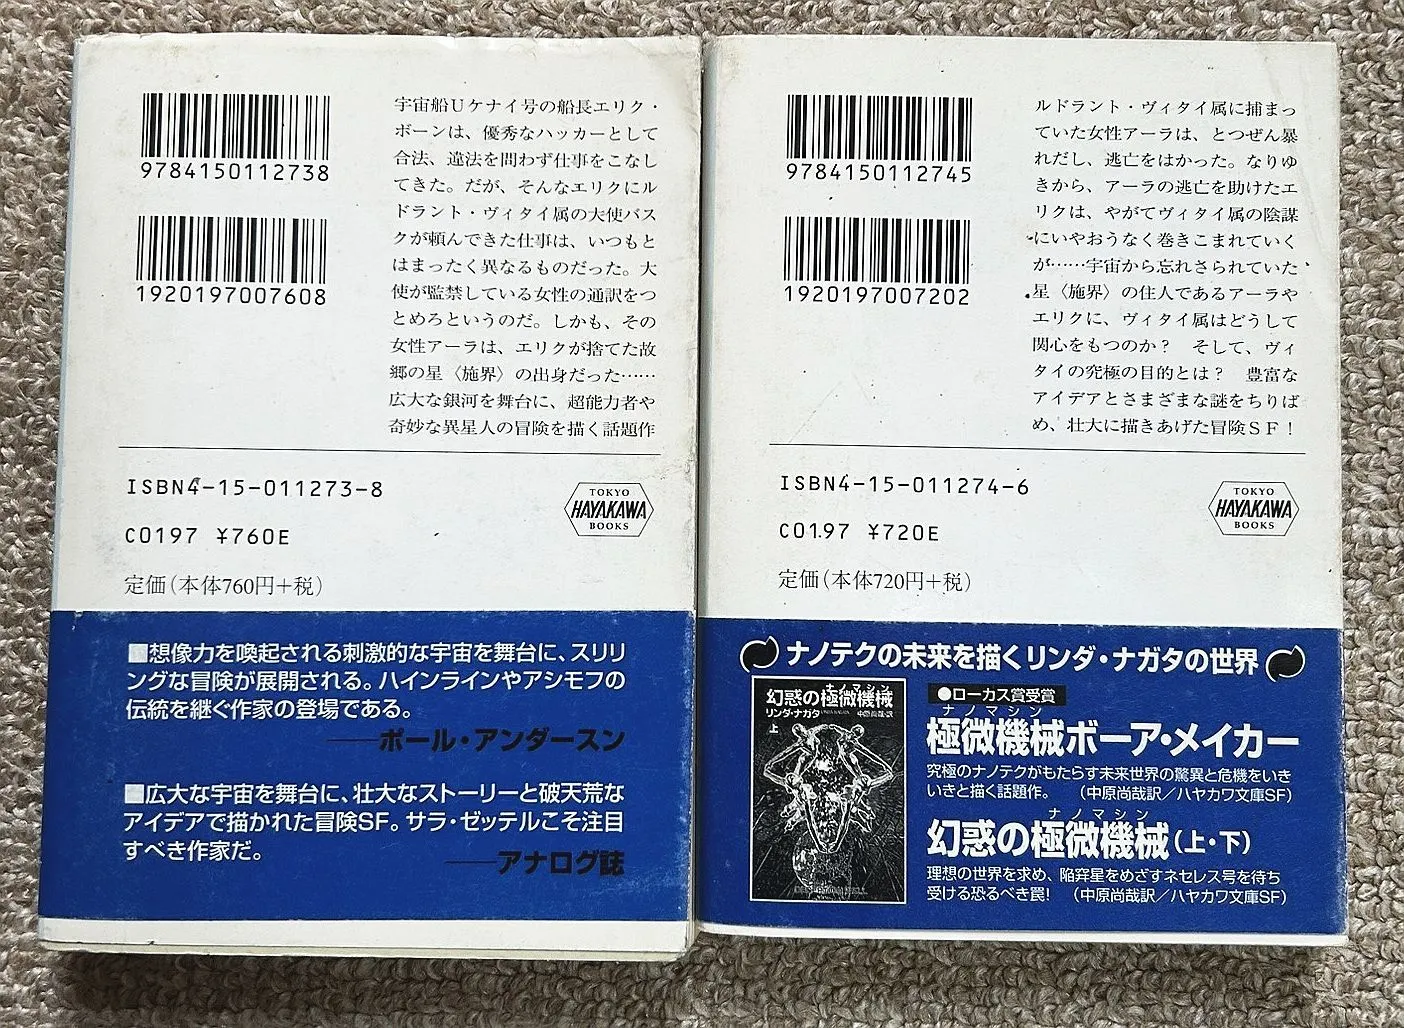 9784150112738
1920197007608
宇宙船Uケナイ号の船長エリク・
ボーンは、優秀なハッカーとして
合法、違法を問わず仕事をこなし
てきた。だが、そんなエリクにル
ドラント・ヴィタイ属の大使バス
クが頼んできた仕事は、いつもと
はまったく異なるものだった。大
使が監禁している女性の通訳をつ
とめろというのだ。しかも、その
女性アーラは、エリクが捨てた故
郷の星〈施界〉の出身だった……
広大な銀河を舞台に、超能力者や
奇妙な異星人の冒険を描く話題作
ISBN4-15-011273-8
C0197 ¥760E
定価(本体760円+税)
TOKYO
HAYAKAWA
BOOKS
■想像力を喚起される刺激的な宇宙を舞台に、スリリ
ングな冒険が展開される。ハインラインやアシモフの
伝統を継ぐ作家の登場である。
――ポール・アンダースン
■広大な宇宙を舞台に、壮大なストーリーと破天荒な
アイデアで描かれた冒険SF。サラ・ゼッテルこそ注目
すべき作家だ。
――アナログ誌
9784150112745
1920197007202
ルドラント・ヴィタイ属に捕まっ
ていた女性アーラは、とつぜん暴
れだし、逃亡をはかった。なりゆ
きから、アーラの逃亡を助けたエ
リクは、やがてヴィタイ属の陰謀
にいやおうなく巻きこまれていく
が……宇宙から忘れさられていた
星〈施界〉の住人であるアーラや
エリクに、ヴィタイ属はどうして
関心をもつのか？　そして、ヴィ
タイの究極の目的とは？　豊富な
アイデアとさまざまな謎をちりば
め、壮大に描きあげた冒険SF！
ISBN4-15-011274-6
C0197 ¥720E
定価(本体720円+税)
TOKYO
HAYAKAWA
BOOKS
ナノテクの未来を描くリンダ・ナガタの世界
ナノマシン
幻惑の極微機械
リンダ・ナガタ
中原尚哉・訳
上
●ローカス賞受賞
ナノマシン
極微機械ボーア・メイカー
究極のナノテクがもたらす未来世界の驚異と危機をいき
いきと描く話題作。　(中原尚哉訳／ハヤカワ文庫SF)
ナノマシン
幻惑の極微機械(上・下)
理想の世界を求め、陥穽星をめざすネセレス号を待ち
受ける恐るべき罠!　(中原尚哉訳／ハヤカワ文庫SF)